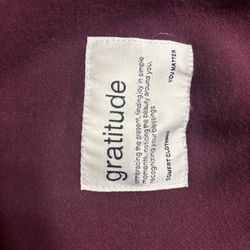 gratitude
embracing the present, finding joy in simple
moments, noticing the beauty around you,
recognizing your blessings.
COMFRT CLOTHING
YOU MATTER